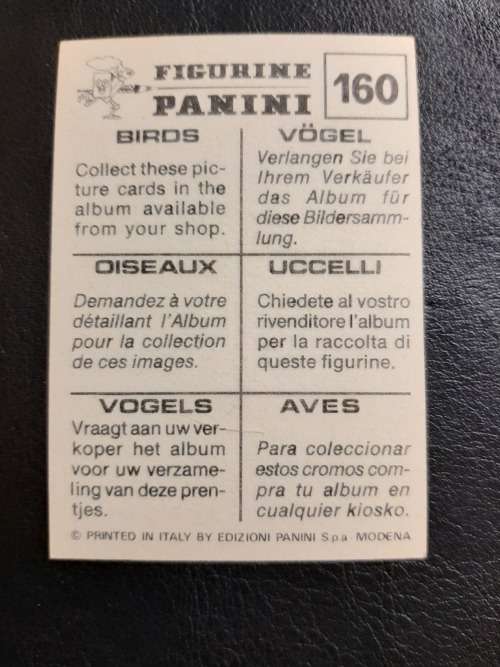 FIGURINE
PANINI
160
BIRDS
Collect these pic-
ture cards in the
album available
from your shop.
VÖGEL
Verlangen Sie bei
Ihrem Verkäufer
das Album für
diese Bildersamm-
lung.
OISEAUX
Demandez à votre
détaillant l'Album
pour la collection
de ces images.
UCCELLI
Chiedete al vostro
rivenditore l'album
per la raccolta di
queste figurine.
VOGELS
Vraagt aan uw ver-
koper het album
voor uw verzame-
ling van deze pren-
tjes.
AVES
Para coleccionar
estos cromos com-
pra tu album en
cualquier kiosko.
© PRINTED IN ITALY BY EDIZIONI PANINI S.p.a. MODENA